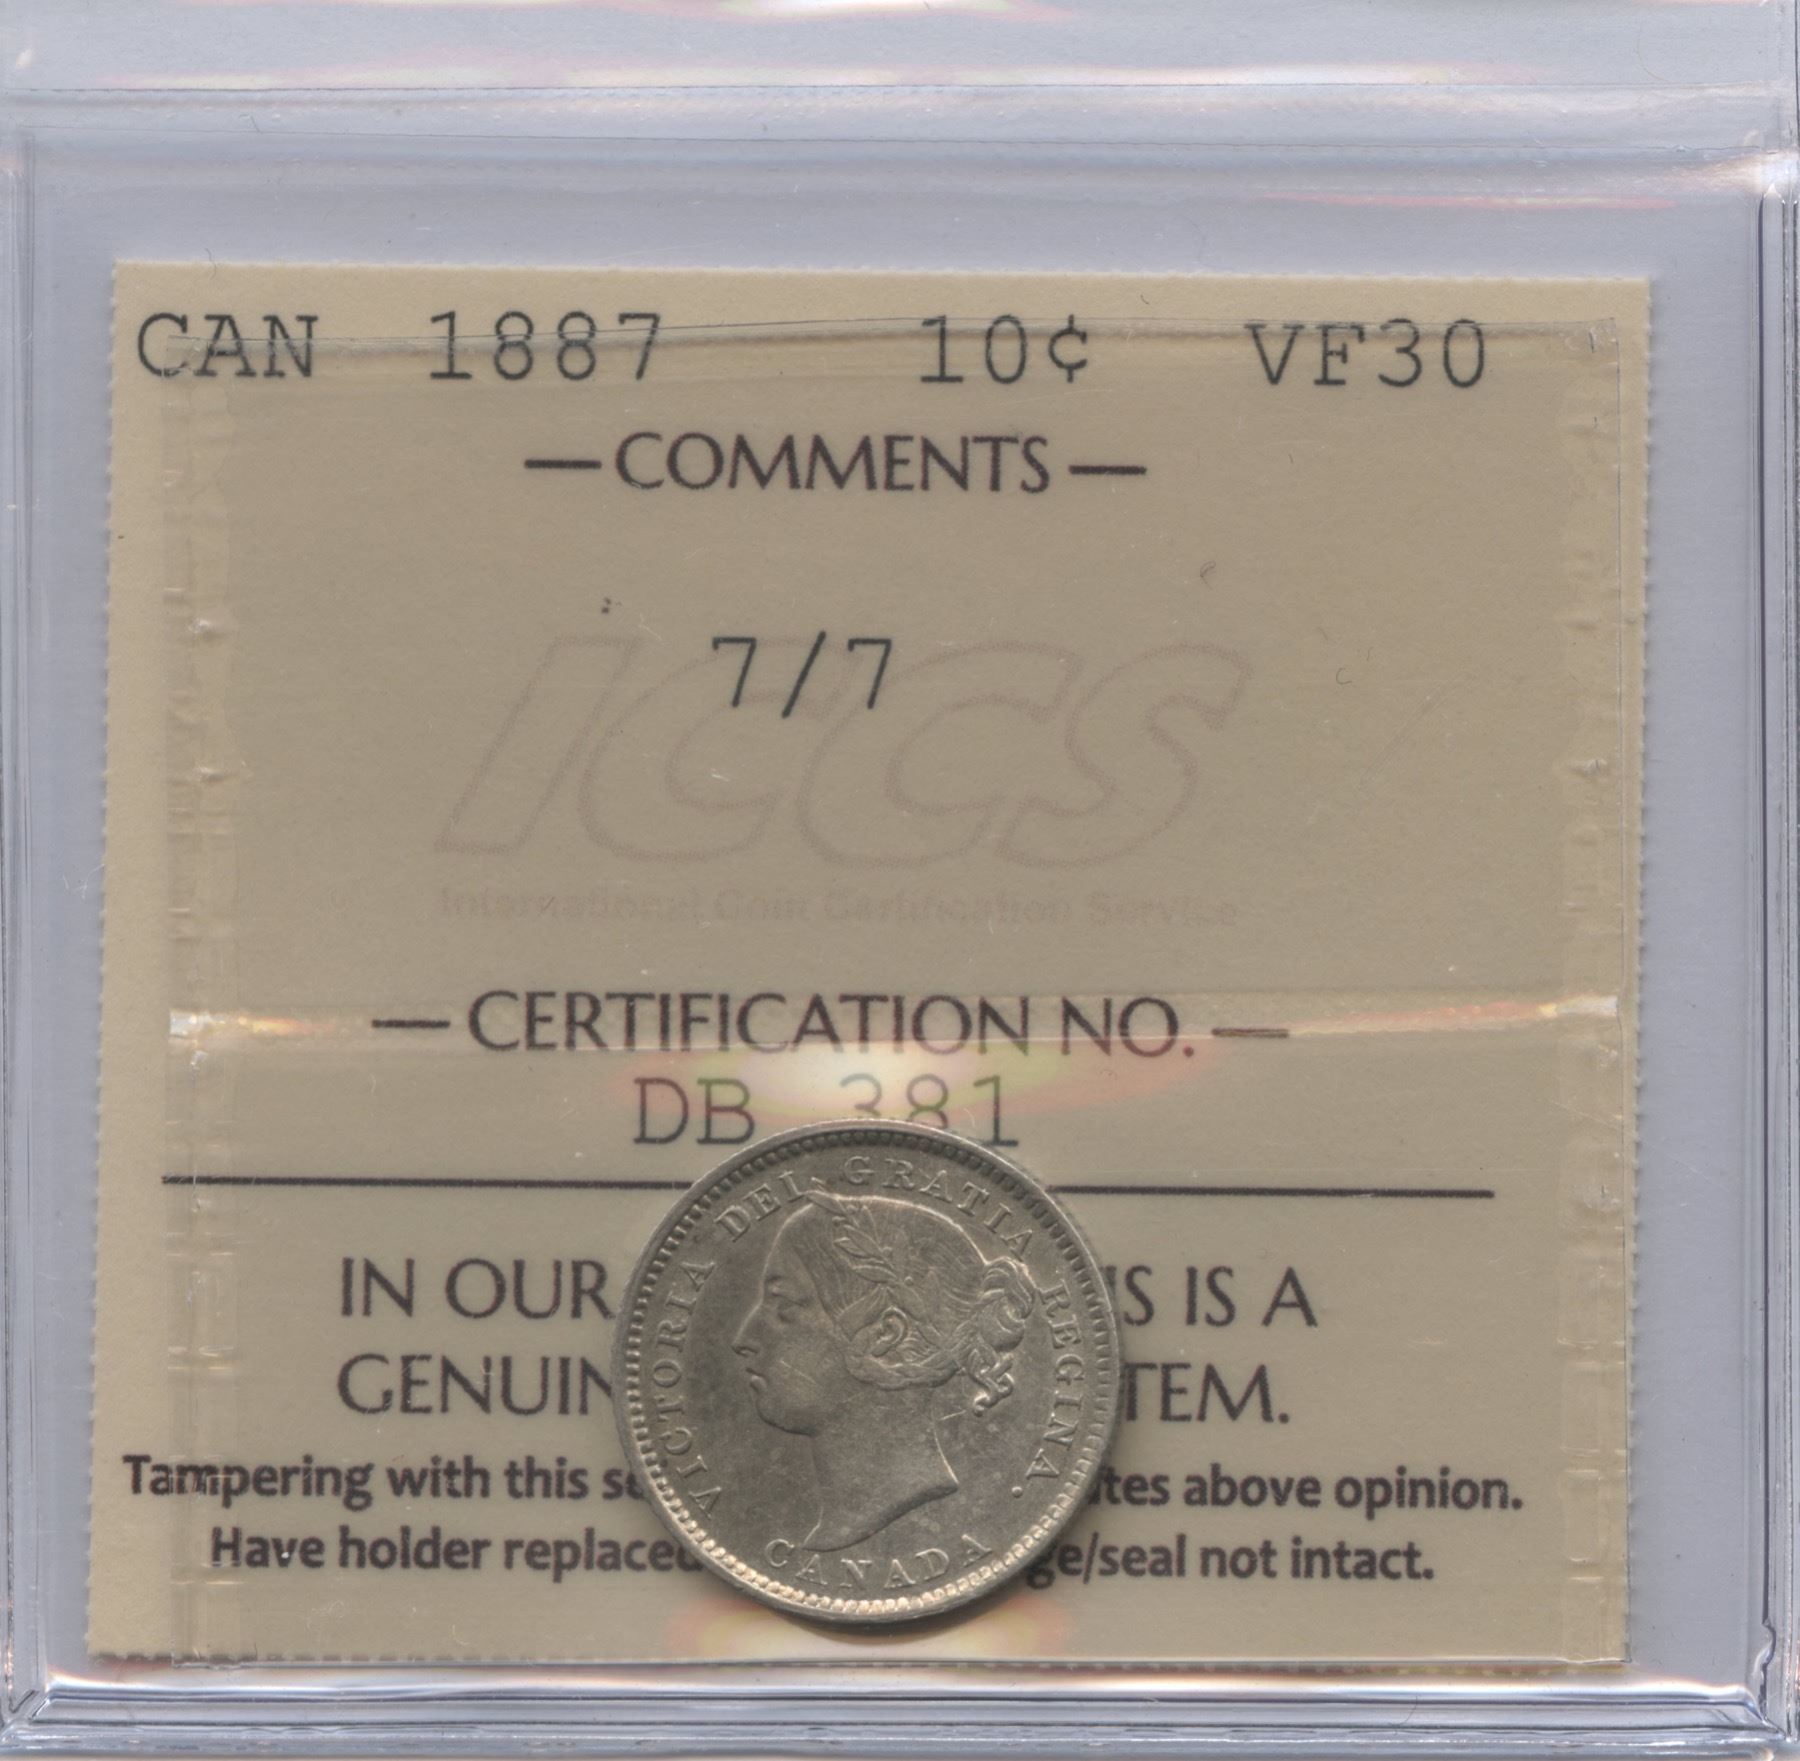 CAN 1887 10¢ VF30
—COMMENTS—
7/7
ICCS
International Coin Certification Service
—CERTIFICATION NO.—
DB 381
IN OUR S IS A
GENUIN TEM.
Tampering with this se tes above opinion.
Have holder replaced ge/seal not intact.
VICTORIA DEI GRATIA REGINA.
CANADA